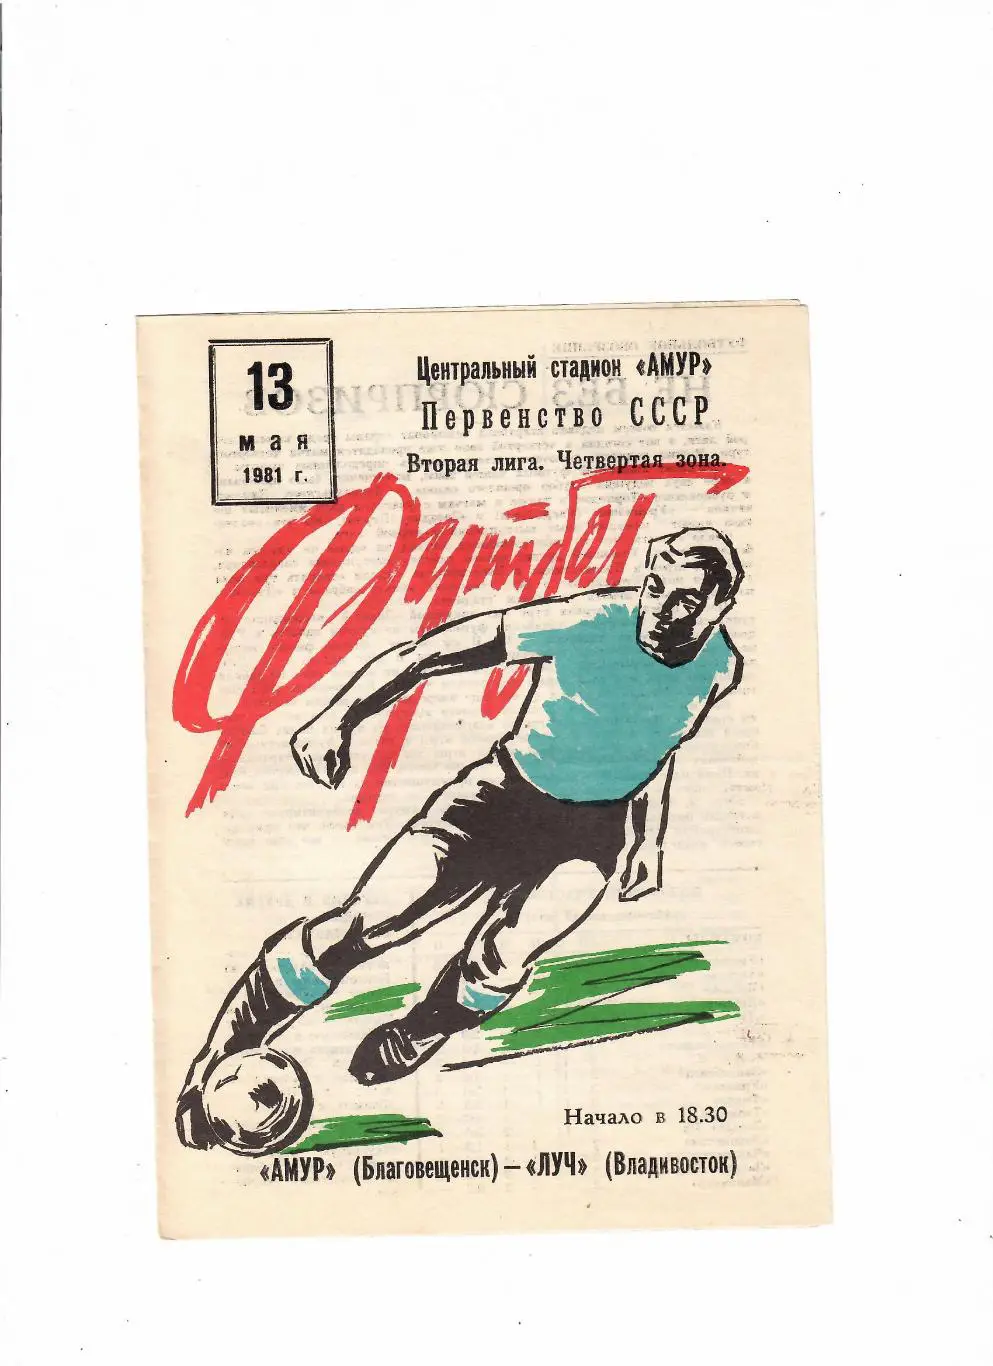 13
мая
1981 г.
Центральный стадион «АМУР»
Первенство СССР
Вторая лига. Четвертая зона.
Футбол
Начало в 18.30
«АМУР» (Благовещенск) — «ЛУЧ» (Владивосток)